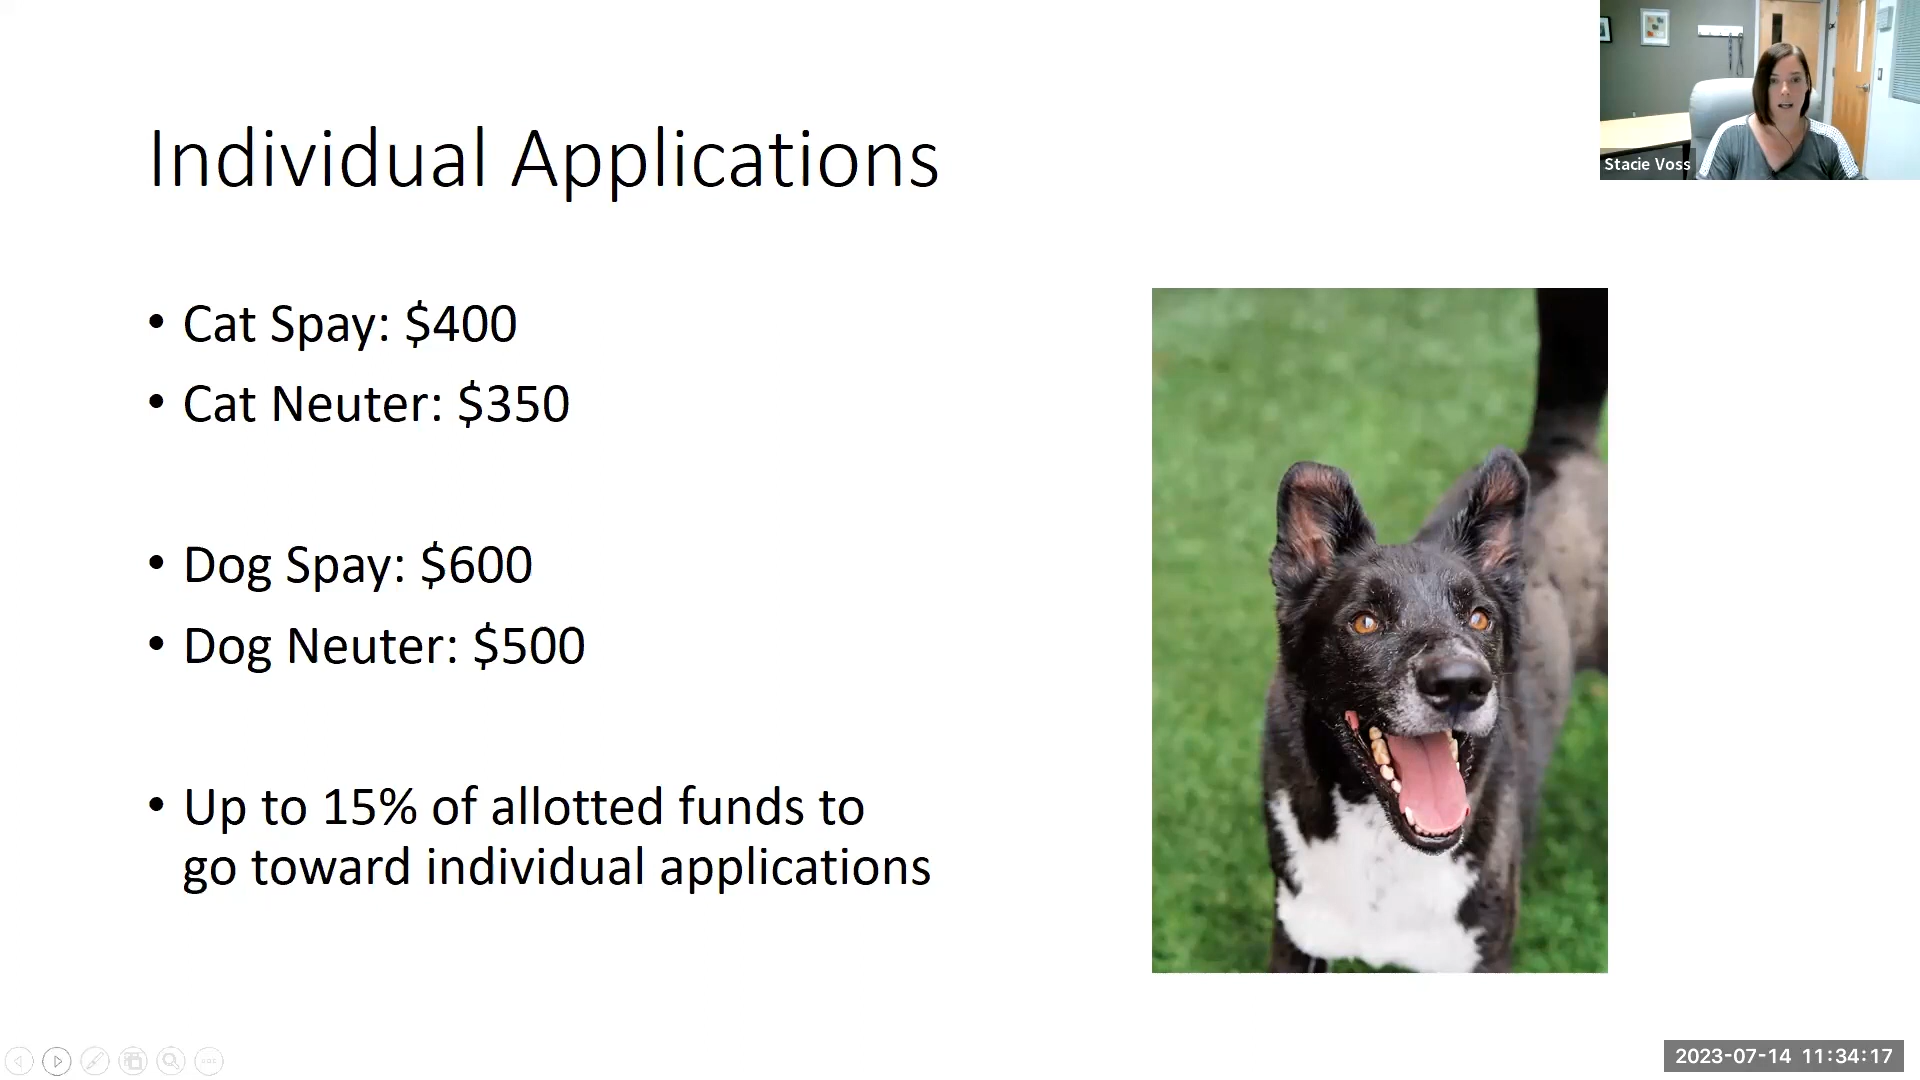 Stacie Voss
Individual Applications
• Cat Spay: $400
• Cat Neuter: $350
• Dog Spay: $600
• Dog Neuter: $500
• Up to 15% of allotted funds to
go toward individual applications
2023-07-14 11:34:17